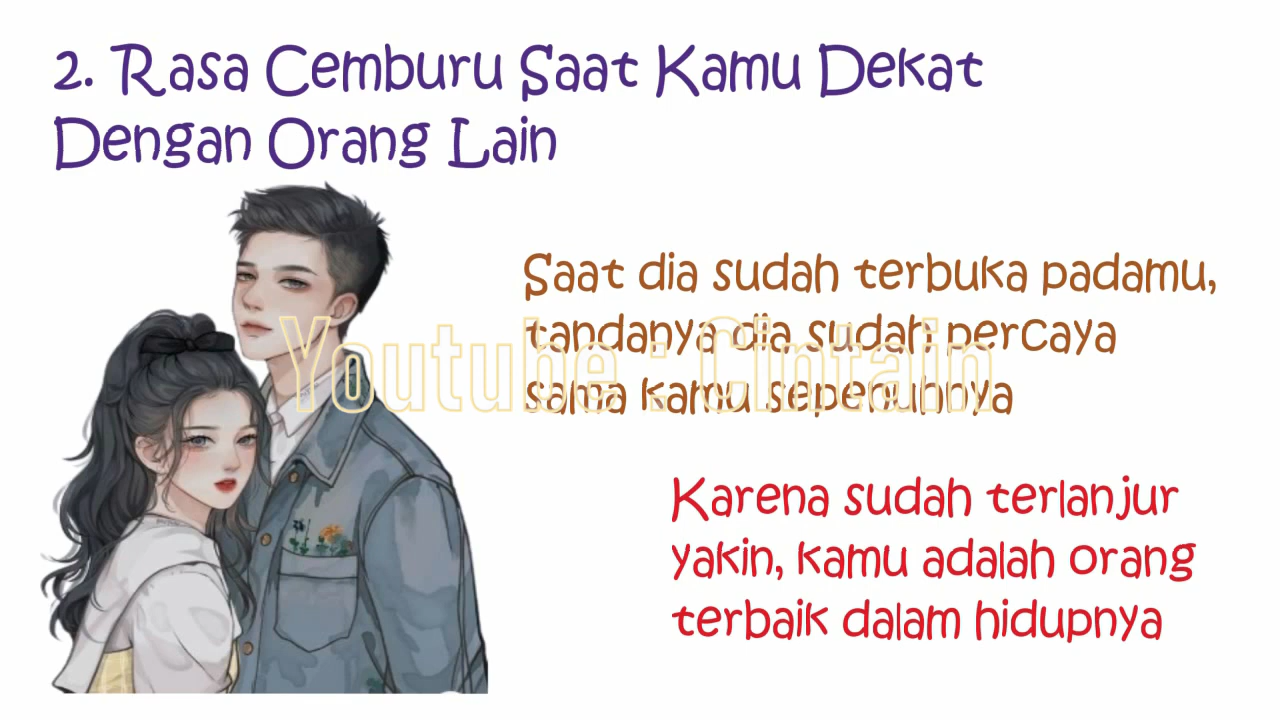 2. Rasa Cemburu Saat Kamu Dekat
Dengan Orang Lain
Saat dia sudah terbuka padamu,
tandanya dia sudah percaya
sama kamu sepenuhnya
Youtube : Cintain
Karena sudah terlanjur
yakin, kamu adalah orang
terbaik dalam hidupnya